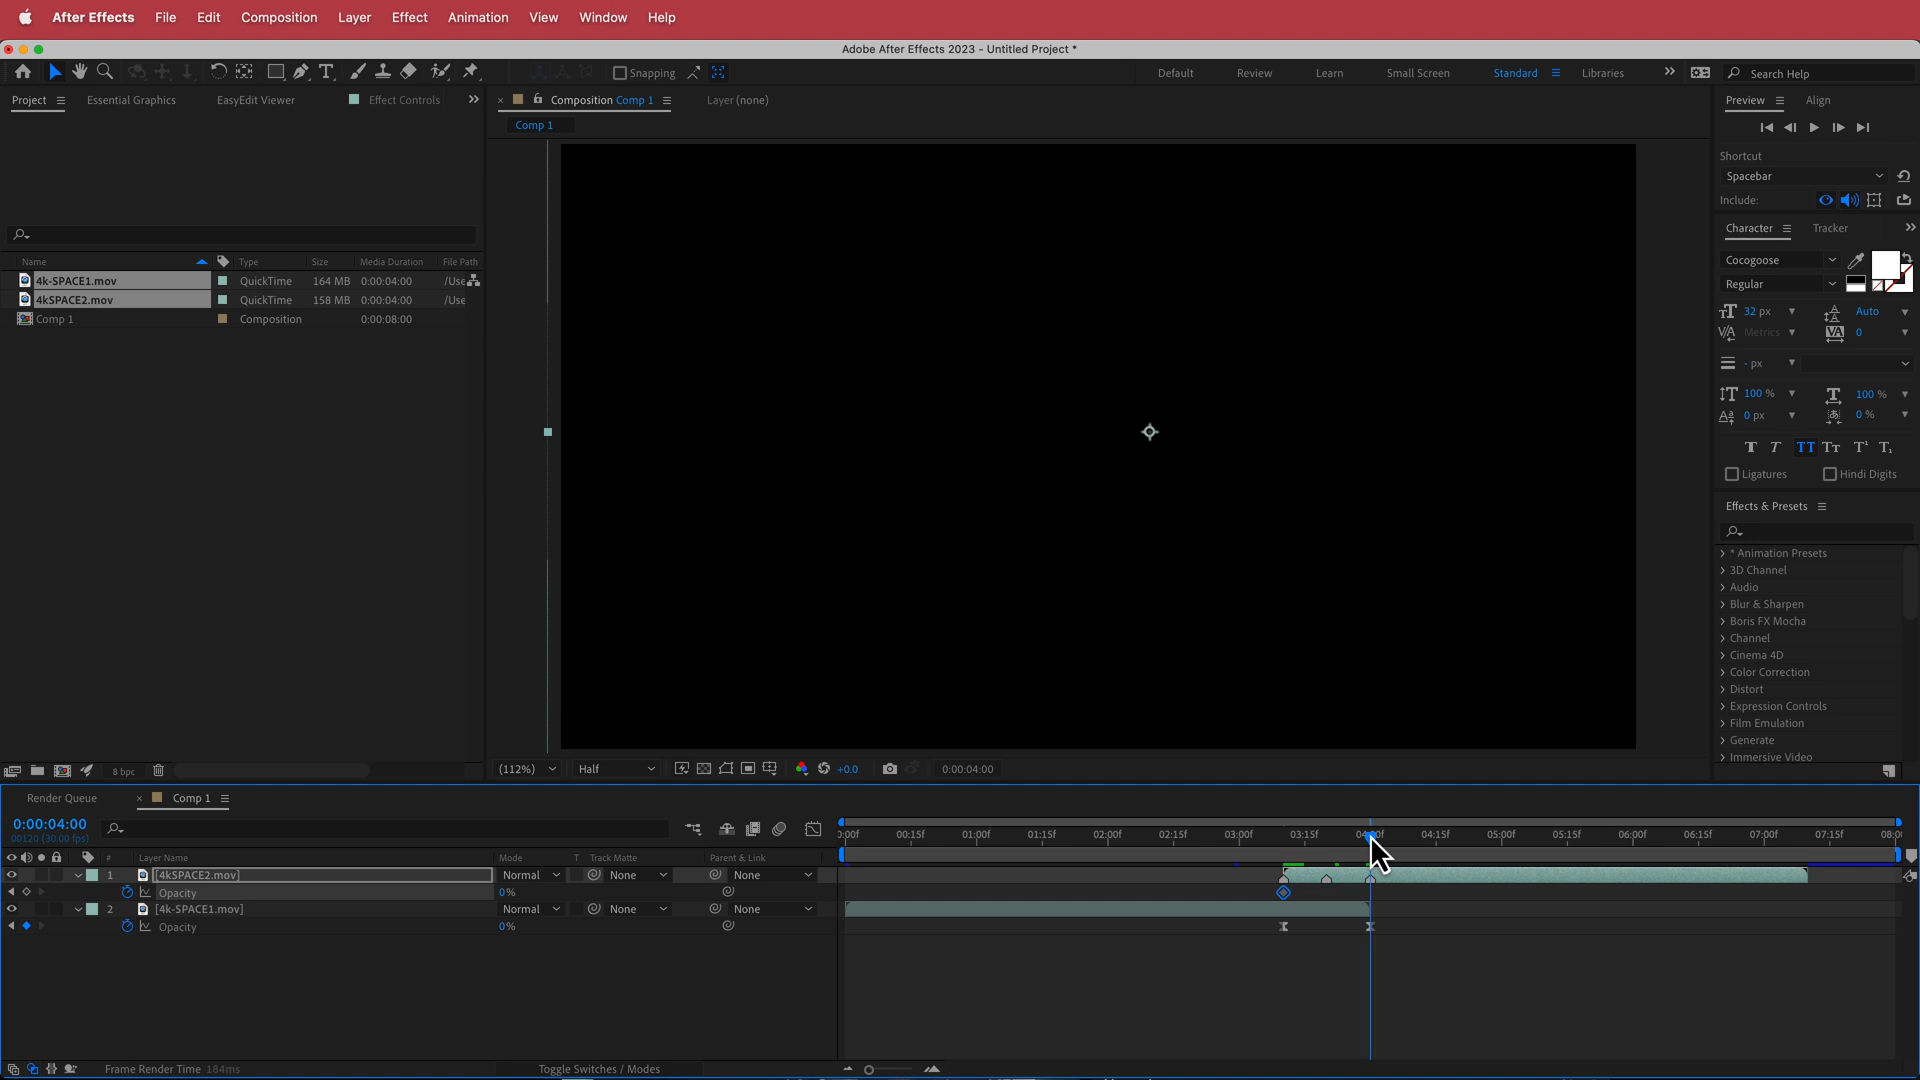 After Effects File Edit Composition Layer Effect Animation View Window Help
Adobe After Effects 2023 - Untitled Project *
Snapping Default Review Learn Small Screen Standard Libraries Search Help
Project Essential Graphics EasyEdit Viewer Effect Controls
Composition Comp 1 Layer (none)
Comp 1
Preview Align
Shortcut
Spacebar
Include:
Character Tracker
Cocogoose
Regular
32 px Auto
Metrics 0
- px
100 % 100 %
0 px 0 %
Ligatures Hindi Digits
Effects & Presets
* Animation Presets
3D Channel
Audio
Blur & Sharpen
Boris FX Mocha
Channel
Cinema 4D
Color Correction
Distort
Expression Controls
Film Emulation
Generate
Immersive Video
Name Type Size Media Duration File Path
4k-SPACE1.mov QuickTime 164 MB 0:00:04:00 /Use
4kSPACE2.mov QuickTime 158 MB 0:00:04:00 /Use
Comp 1 Composition 0:00:08:00
8 bpc
(112%) Half +0.0 0:00:04:00
Render Queue Comp 1
0:00:04:00
00120 (30.00 fps)
:00f 00:15f 01:00f 01:15f 02:00f 02:15f 03:00f 03:15f 04:00f 04:15f 05:00f 05:15f 06:00f 06:15f 07:00f 07:15f 08:0
# Layer Name Mode T Track Matte Parent & Link
1 [4kSPACE2.mov] Normal None None
Opacity 0%
2 [4k-SPACE1.mov] Normal None None
Opacity 0%
Frame Render Time 184ms Toggle Switches / Modes